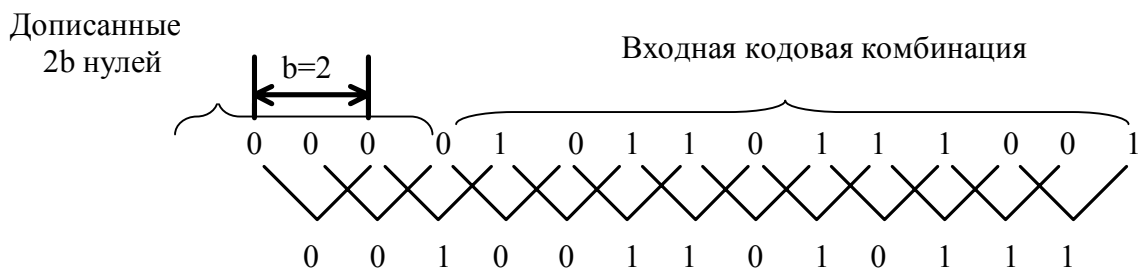 Дописанные
2b нулей
b=2
Входная кодовая комбинация
0 0 0 0 1 0 1 1 0 1 1 1 0 0 1
0 0 1 0 0 1 1 0 1 0 1 1 1